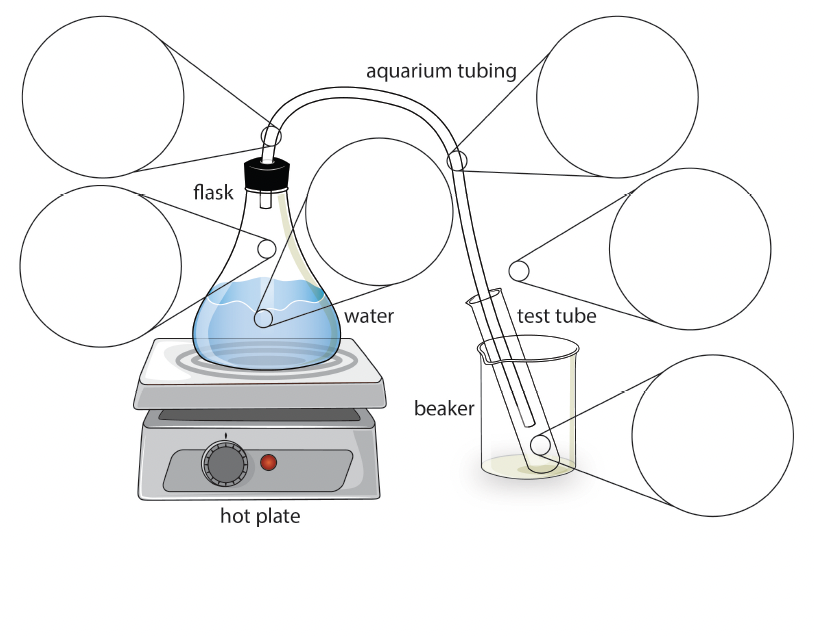 aquarium tubing
flask
water
test tube
beaker
hot plate